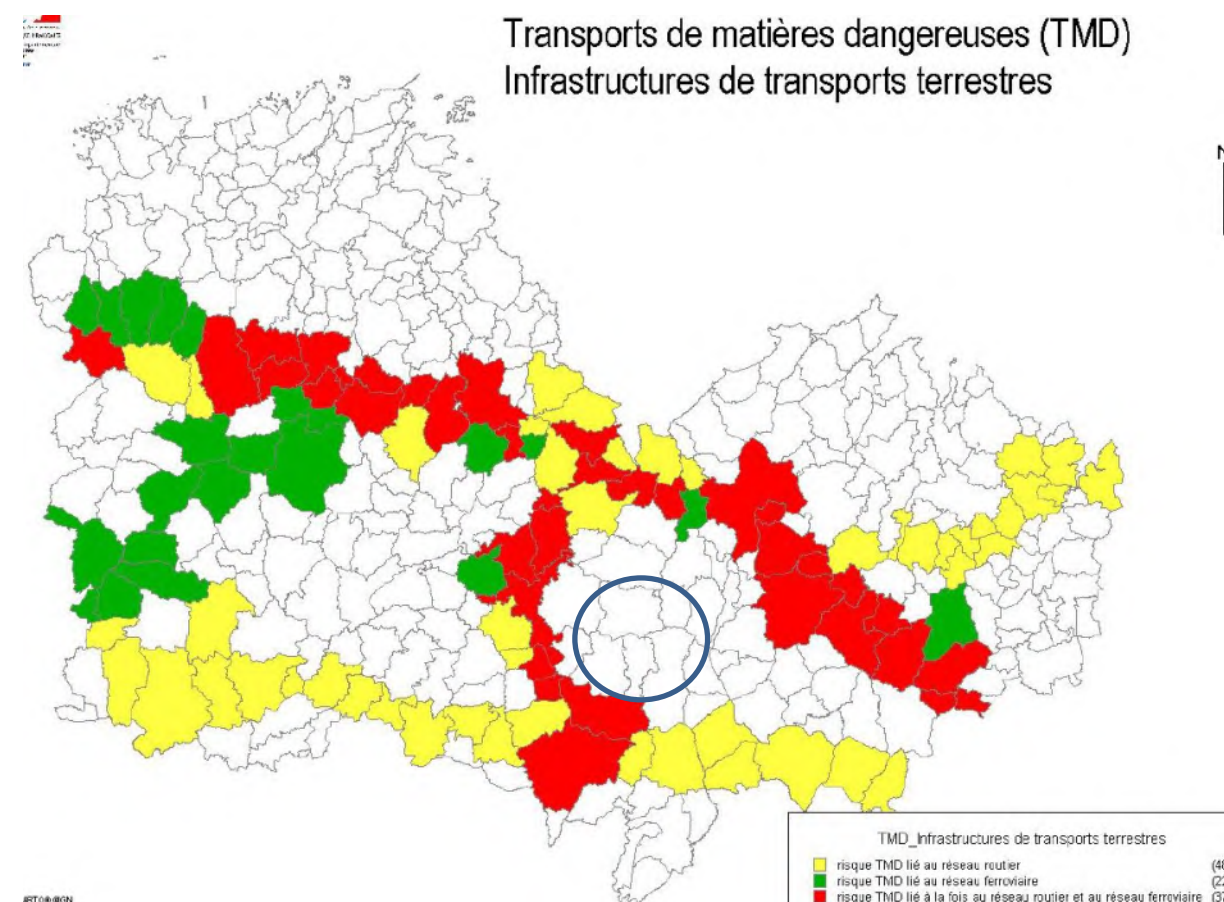 Transports de matières dangereuses (TMD)
Infrastructures de transports terrestres
N
TMD_Infrastructures de transports terrestres
risque TMD lié au réseau routier
risque TMD lié au réseau ferroviaire
risque TMD lié à la fois au réseau routier et au réseau ferroviaire